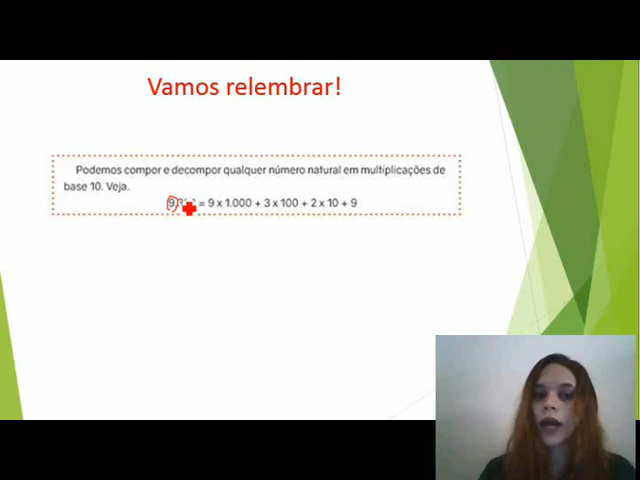 Vamos relembrar!
Podemos compor e decompor qualquer número natural em multiplicações de
base 10. Veja.
= 9 x 1.000 + 3 x 100 + 2 x 10 + 9